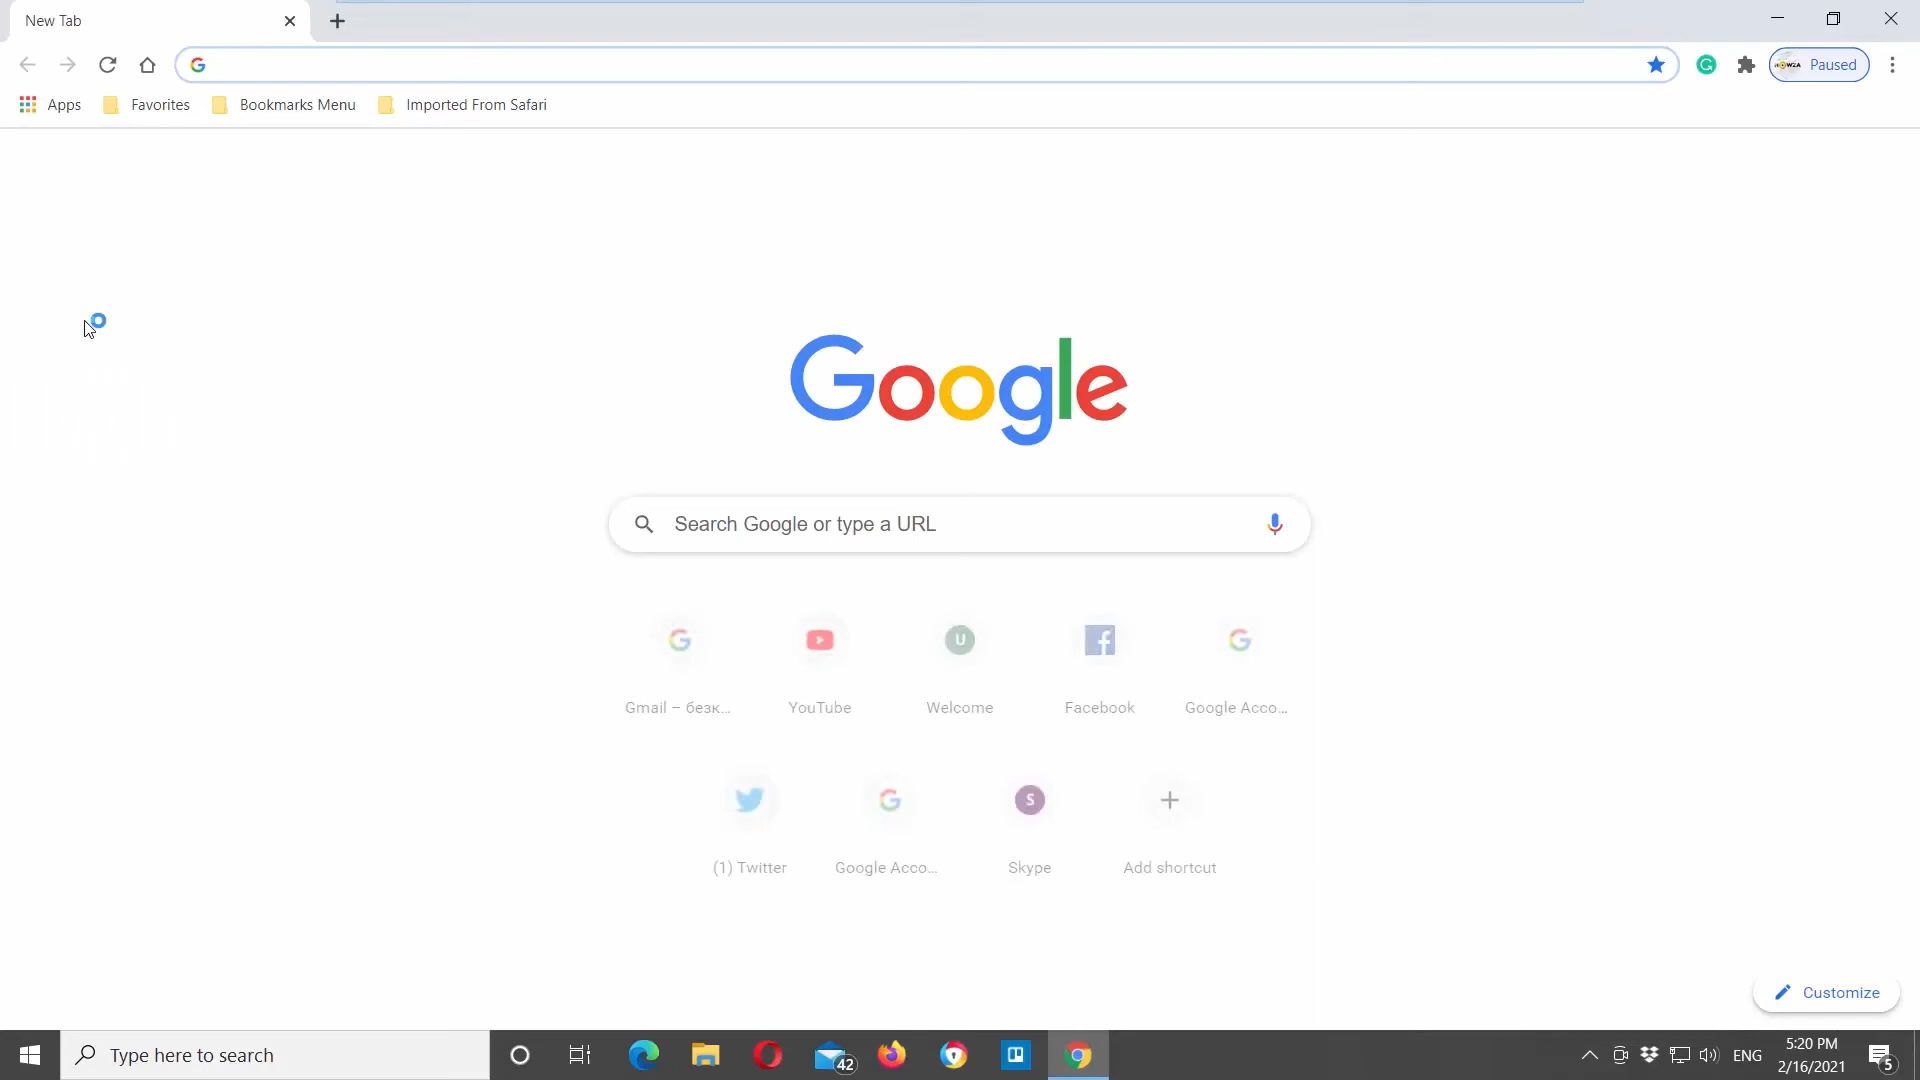 New Tab
Paused
Apps
Favorites
Bookmarks Menu
Imported From Safari
Google
Search Google or type a URL
Gmail – безк...
YouTube
U
Welcome
Facebook
Google Acco...
(1) Twitter
Google Acco...
S
Skype
Add shortcut
Customize
Type here to search
42
ENG
5:20 PM
2/16/2021
5